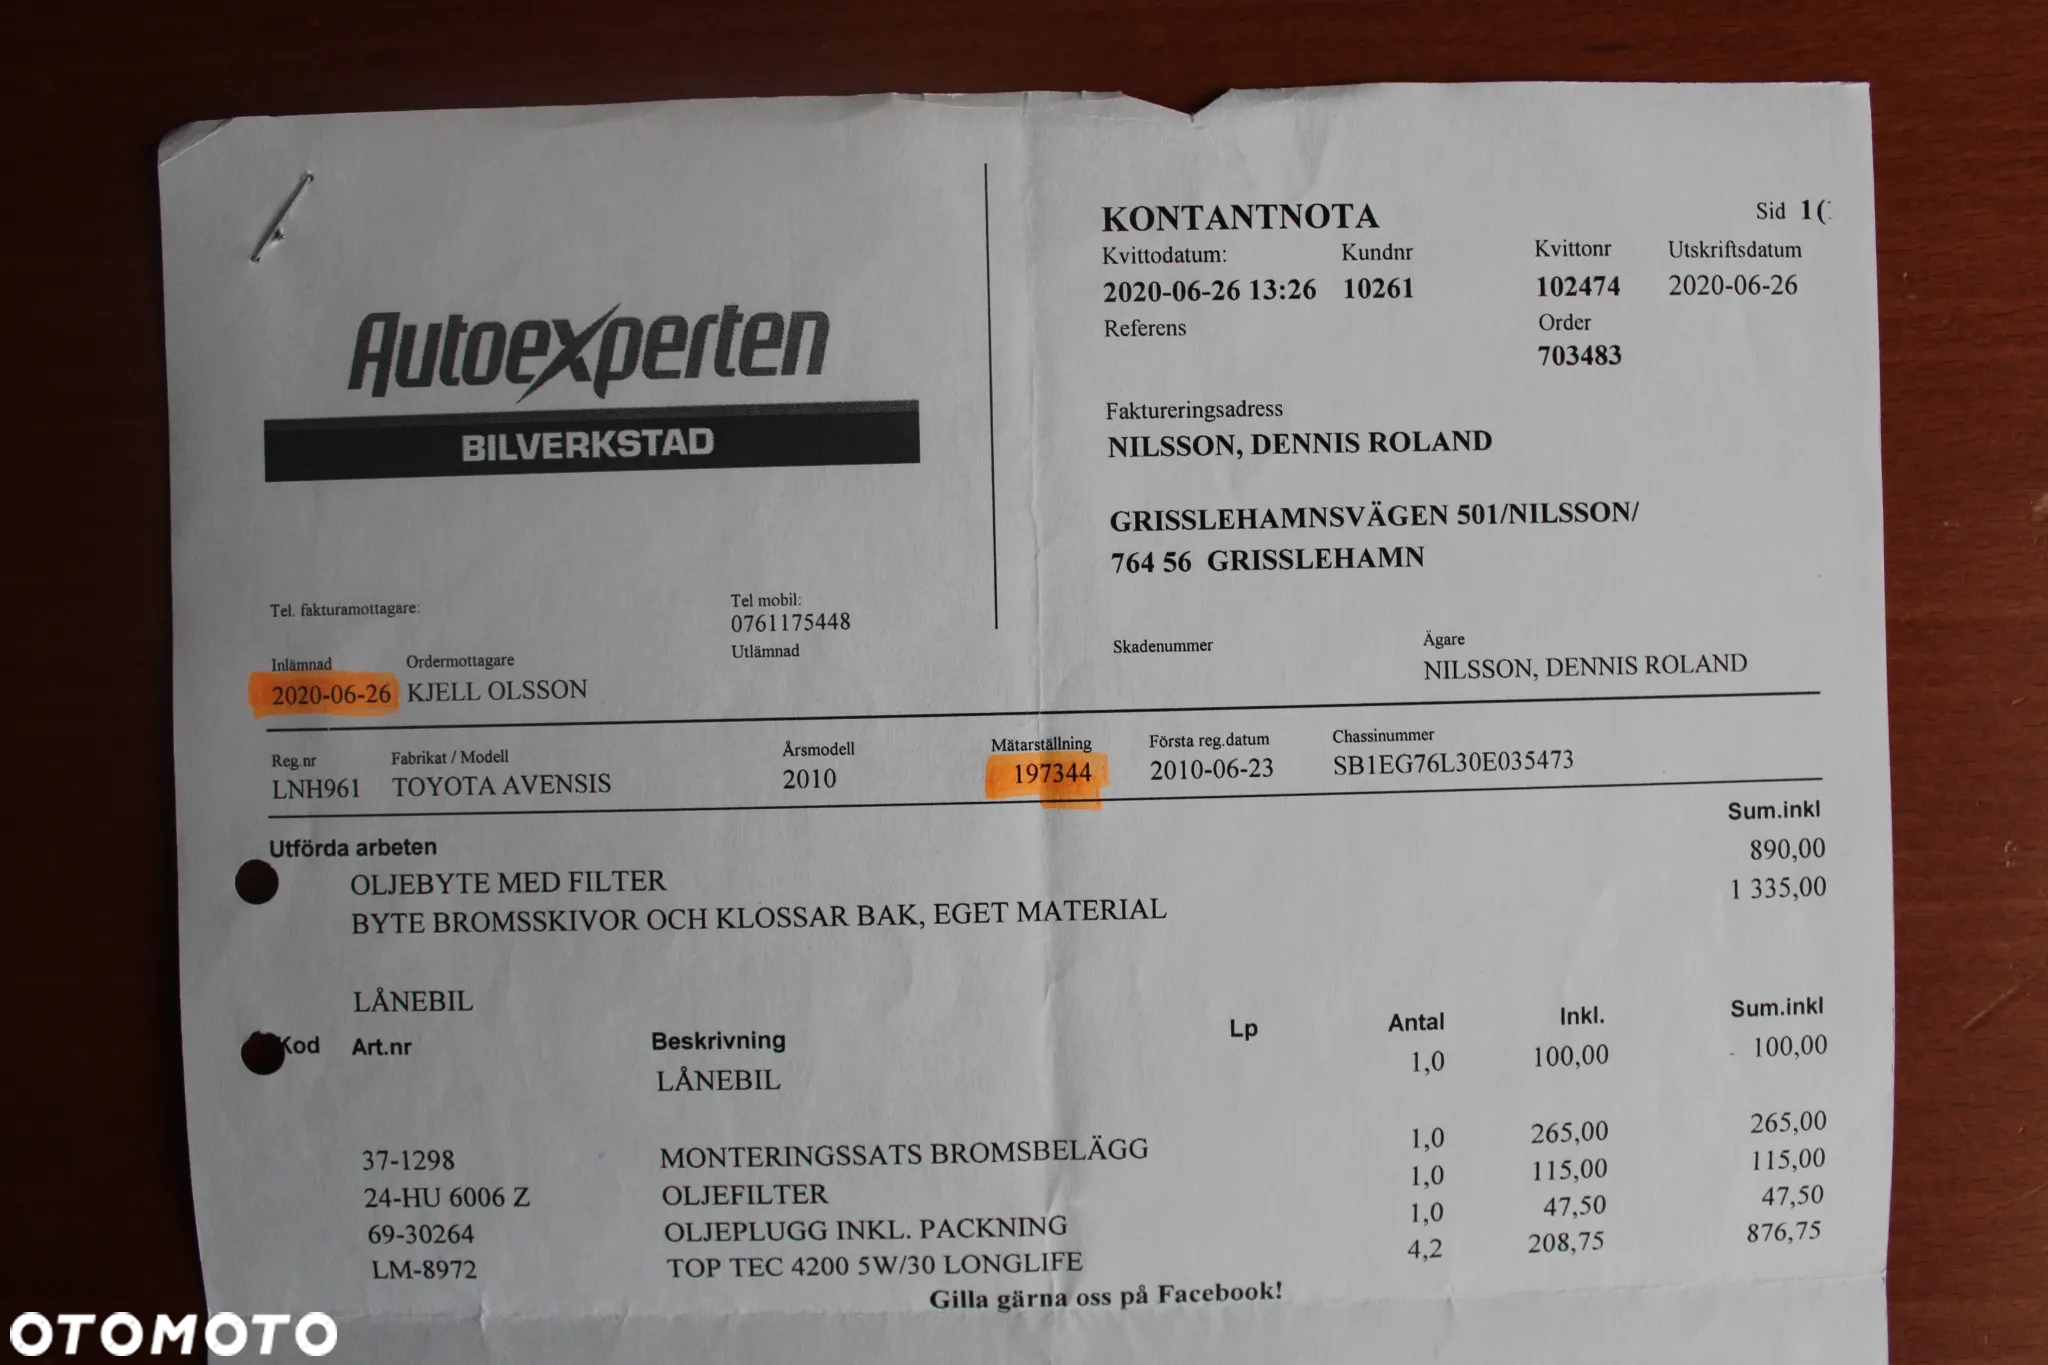 Autoexperten
BILVERKSTAD
KONTANTNOTA Sid 1(
Kvittodatum: Kundnr Kvittonr Utskriftsdatum
2020-06-26 13:26 10261 102474 2020-06-26
Referens Order
703483
Faktureringsadress
NILSSON, DENNIS ROLAND
GRISSLEHAMNSVÄGEN 501/NILSSON/
764 56 GRISSLEHAMN
Tel. fakturamottagare: Tel mobil:
0761175448
Utlämnad Skadenummer Ägare
Inlämnad Ordermottagare
2020-06-26 KJELL OLSSON NILSSON, DENNIS ROLAND
Reg.nr Fabrikat / Modell Årsmodell Mätarställning Första reg.datum Chassinummer
LNH961 TOYOTA AVENSIS 2010 197344 2010-06-23 SB1EG76L30E035473
Utförda arbeten Sum.inkl
OLJEBYTE MED FILTER 890,00
BYTE BROMSSKIVOR OCH KLOSSAR BAK, EGET MATERIAL 1 335,00
LÅNEBIL
Kod Art.nr Beskrivning Lp Antal Inkl. Sum.inkl
LÅNEBIL 1,0 100,00 100,00
37-1298 MONTERINGSSATS BROMSBELÄGG 1,0 265,00 265,00
24-HU 6006 Z OLJEFILTER 1,0 115,00 115,00
69-30264 OLJEPLUGG INKL. PACKNING 1,0 47,50 47,50
LM-8972 TOP TEC 4200 5W/30 LONGLIFE 4,2 208,75 876,75
Gilla gärna oss på Facebook!
OTOMOTO